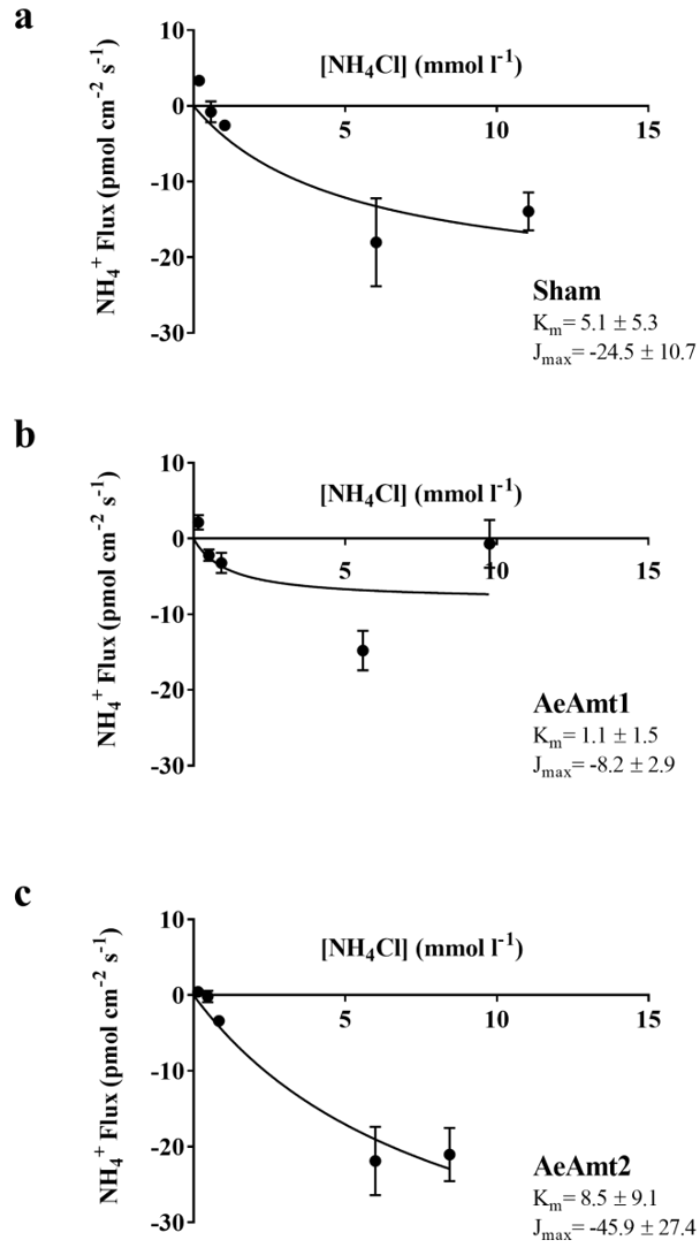 a
10
[NH₄Cl] (mmol l⁻¹)
0
5
10
15
-10
-20
-30
NH₄⁺ Flux (pmol cm⁻² s⁻¹)
Sham
Kₘ= 5.1 ± 5.3
Jₘₐₓ= -24.5 ± 10.7
b
10
[NH₄Cl] (mmol l⁻¹)
0
5
10
15
-10
-20
-30
NH₄⁺ Flux (pmol cm⁻² s⁻¹)
AeAmt1
Kₘ= 1.1 ± 1.5
Jₘₐₓ= -8.2 ± 2.9
c
10
[NH₄Cl] (mmol l⁻¹)
0
5
10
15
-10
-20
-30
NH₄⁺ Flux (pmol cm⁻² s⁻¹)
AeAmt2
Kₘ= 8.5 ± 9.1
Jₘₐₓ= -45.9 ± 27.4